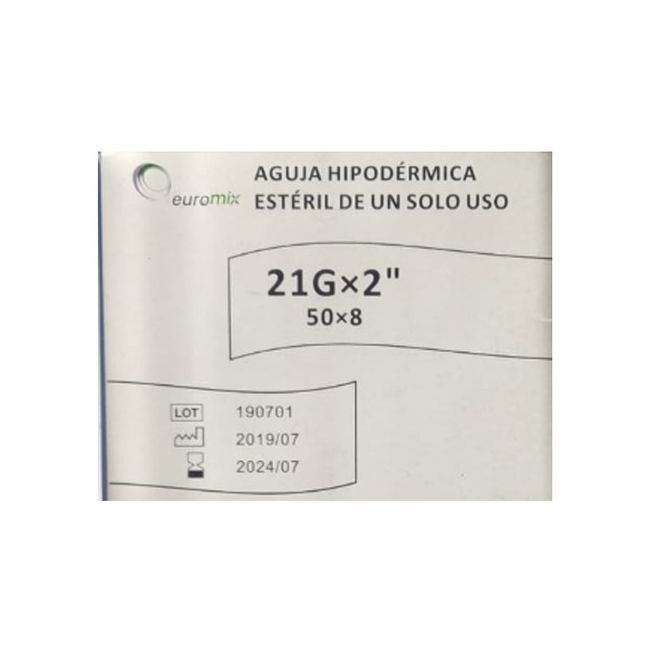 euromix
AGUJA HIPODÉRMICA
ESTÉRIL DE UN SOLO USO
21G×2"
50×8
LOT 190701
2019/07
2024/07